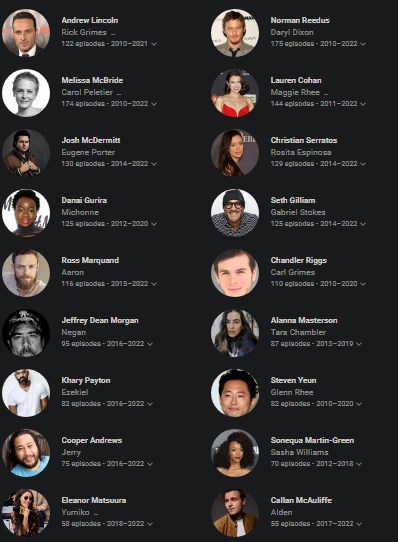 Andrew Lincoln
Rick Grimes ...
122 episodes • 2010–2021
Norman Reedus
Daryl Dixon
175 episodes • 2010–2022
Melissa McBride
Carol Peletier ...
174 episodes • 2010–2022
Lauren Cohan
Maggie Rhee ...
144 episodes • 2011–2022
Josh McDermitt
Eugene Porter
130 episodes • 2014–2022
Christian Serratos
Rosita Espinosa
129 episodes • 2014–2022
Danai Gurira
Michonne
125 episodes • 2012–2020
Seth Gilliam
Gabriel Stokes
125 episodes • 2014–2022
Ross Marquand
Aaron
116 episodes • 2015–2022
Chandler Riggs
Carl Grimes
110 episodes • 2010–2020
Jeffrey Dean Morgan
Negan
95 episodes • 2016–2022
Alanna Masterson
Tara Chambler
87 episodes • 2013–2019
Khary Payton
Ezekiel
82 episodes • 2016–2022
Steven Yeun
Glenn Rhee
82 episodes • 2010–2020
Cooper Andrews
Jerry
75 episodes • 2016–2022
Sonequa Martin-Green
Sasha Williams
70 episodes • 2012–2018
Eleanor Matsuura
Yumiko ...
58 episodes • 2018–2022
Callan McAuliffe
Alden
55 episodes • 2017–2022